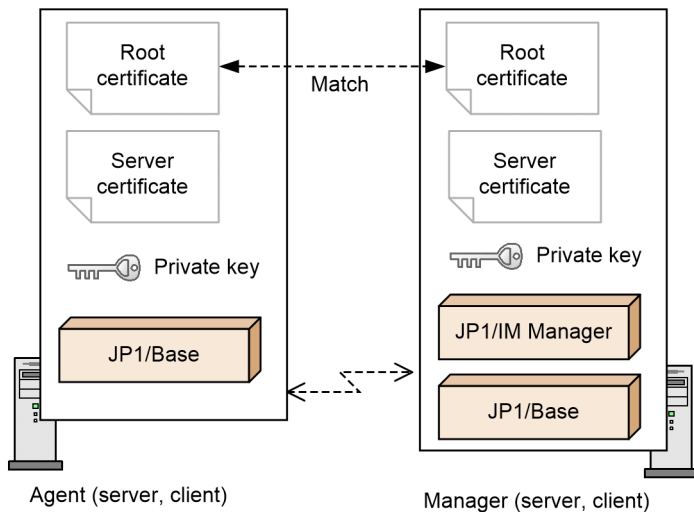 Root
certificate
Match
Root
certificate
Server
certificate
Server
certificate
Private key
Private key
JP1/Base
JP1/IM Manager
JP1/Base
Agent (server, client)
Manager (server, client)